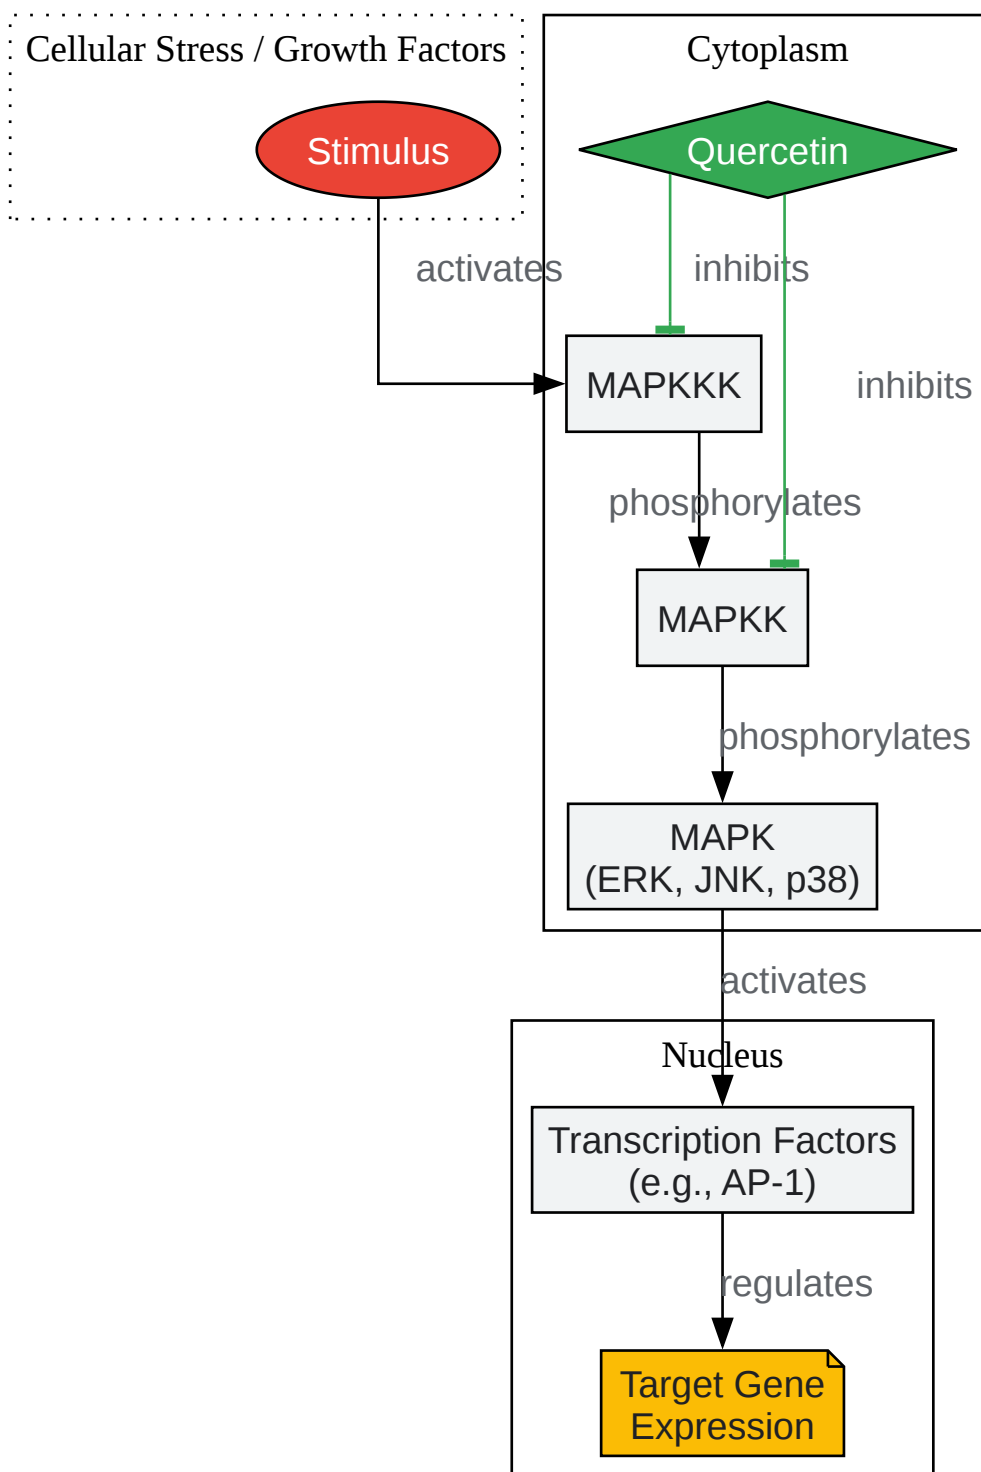 Cellular Stress / Growth Factors
Cytoplasm
Stimulus
Quercetin
activates
inhibits
MAPKKK
inhibits
phosphorylates
MAPKK
phosphorylates
MAPK
(ERK, JNK, p38)
activates
Nucleus
Transcription Factors
(e.g., AP-1)
regulates
Target Gene
Expression